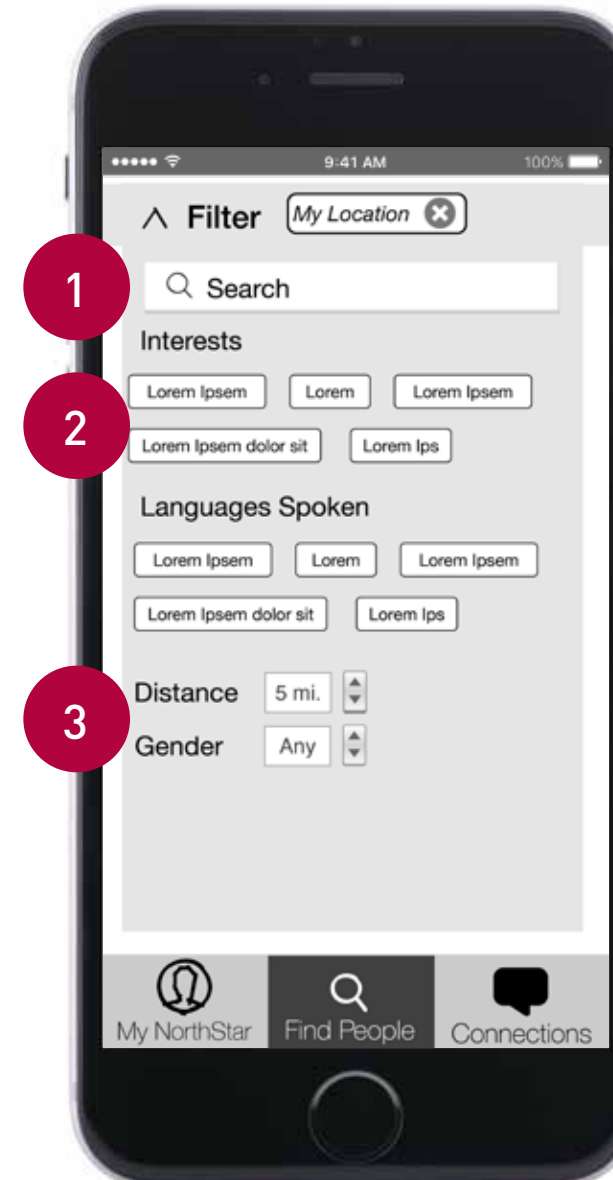 9:41 AM 100%
Filter My Location
1
Search
Interests
Lorem Ipsem Lorem Lorem Ipsem
2
Lorem Ipsem dolor sit Lorem Ips
Languages Spoken
Lorem Ipsem Lorem Lorem Ipsem
Lorem Ipsem dolor sit Lorem Ips
3
Distance 5 mi.
Gender Any
My NorthStar Find People Connections